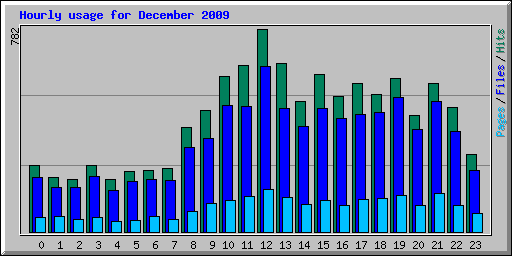 Hourly usage for December 2009
782
Pages/Files/Hits
0 1 2 3 4 5 6 7 8 9 10 11 12 13 14 15 16 17 18 19 20 21 22 23